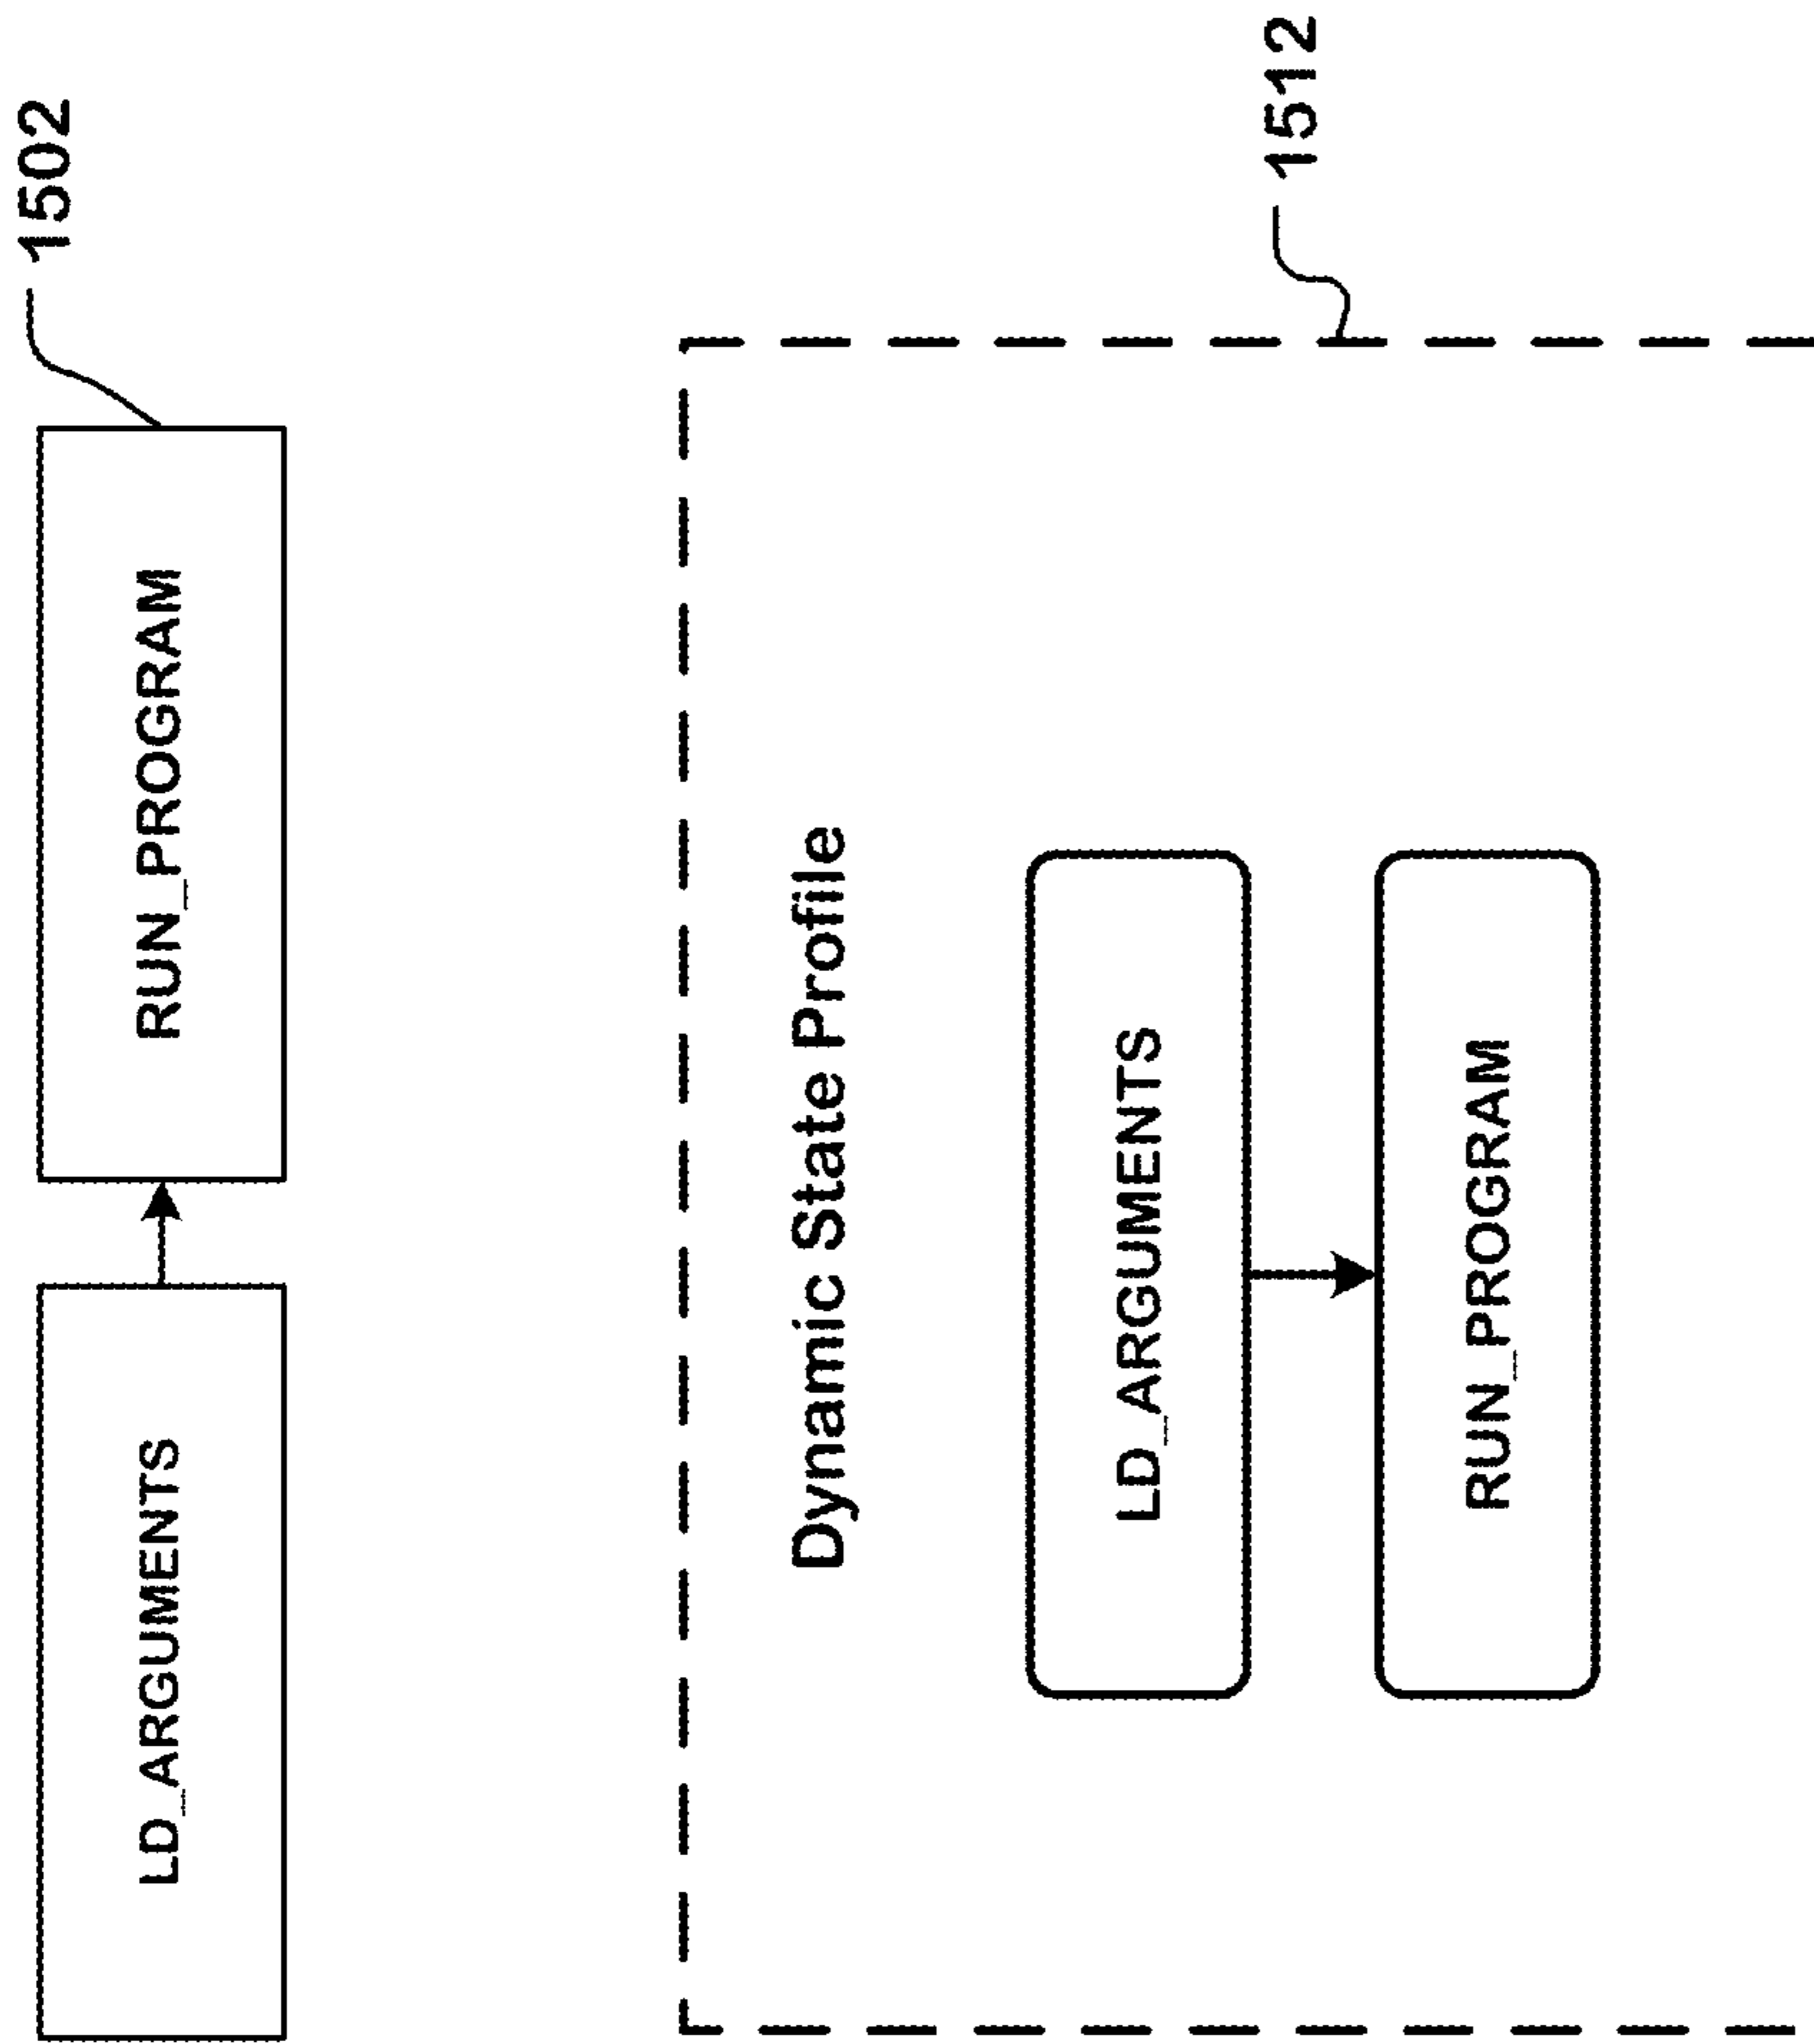 1502
LD_ARGUMENTS
RUN_PROGRAM
Dynamic State Profile
LD_ARGUMENTS
RUN_PROGRAM
1512